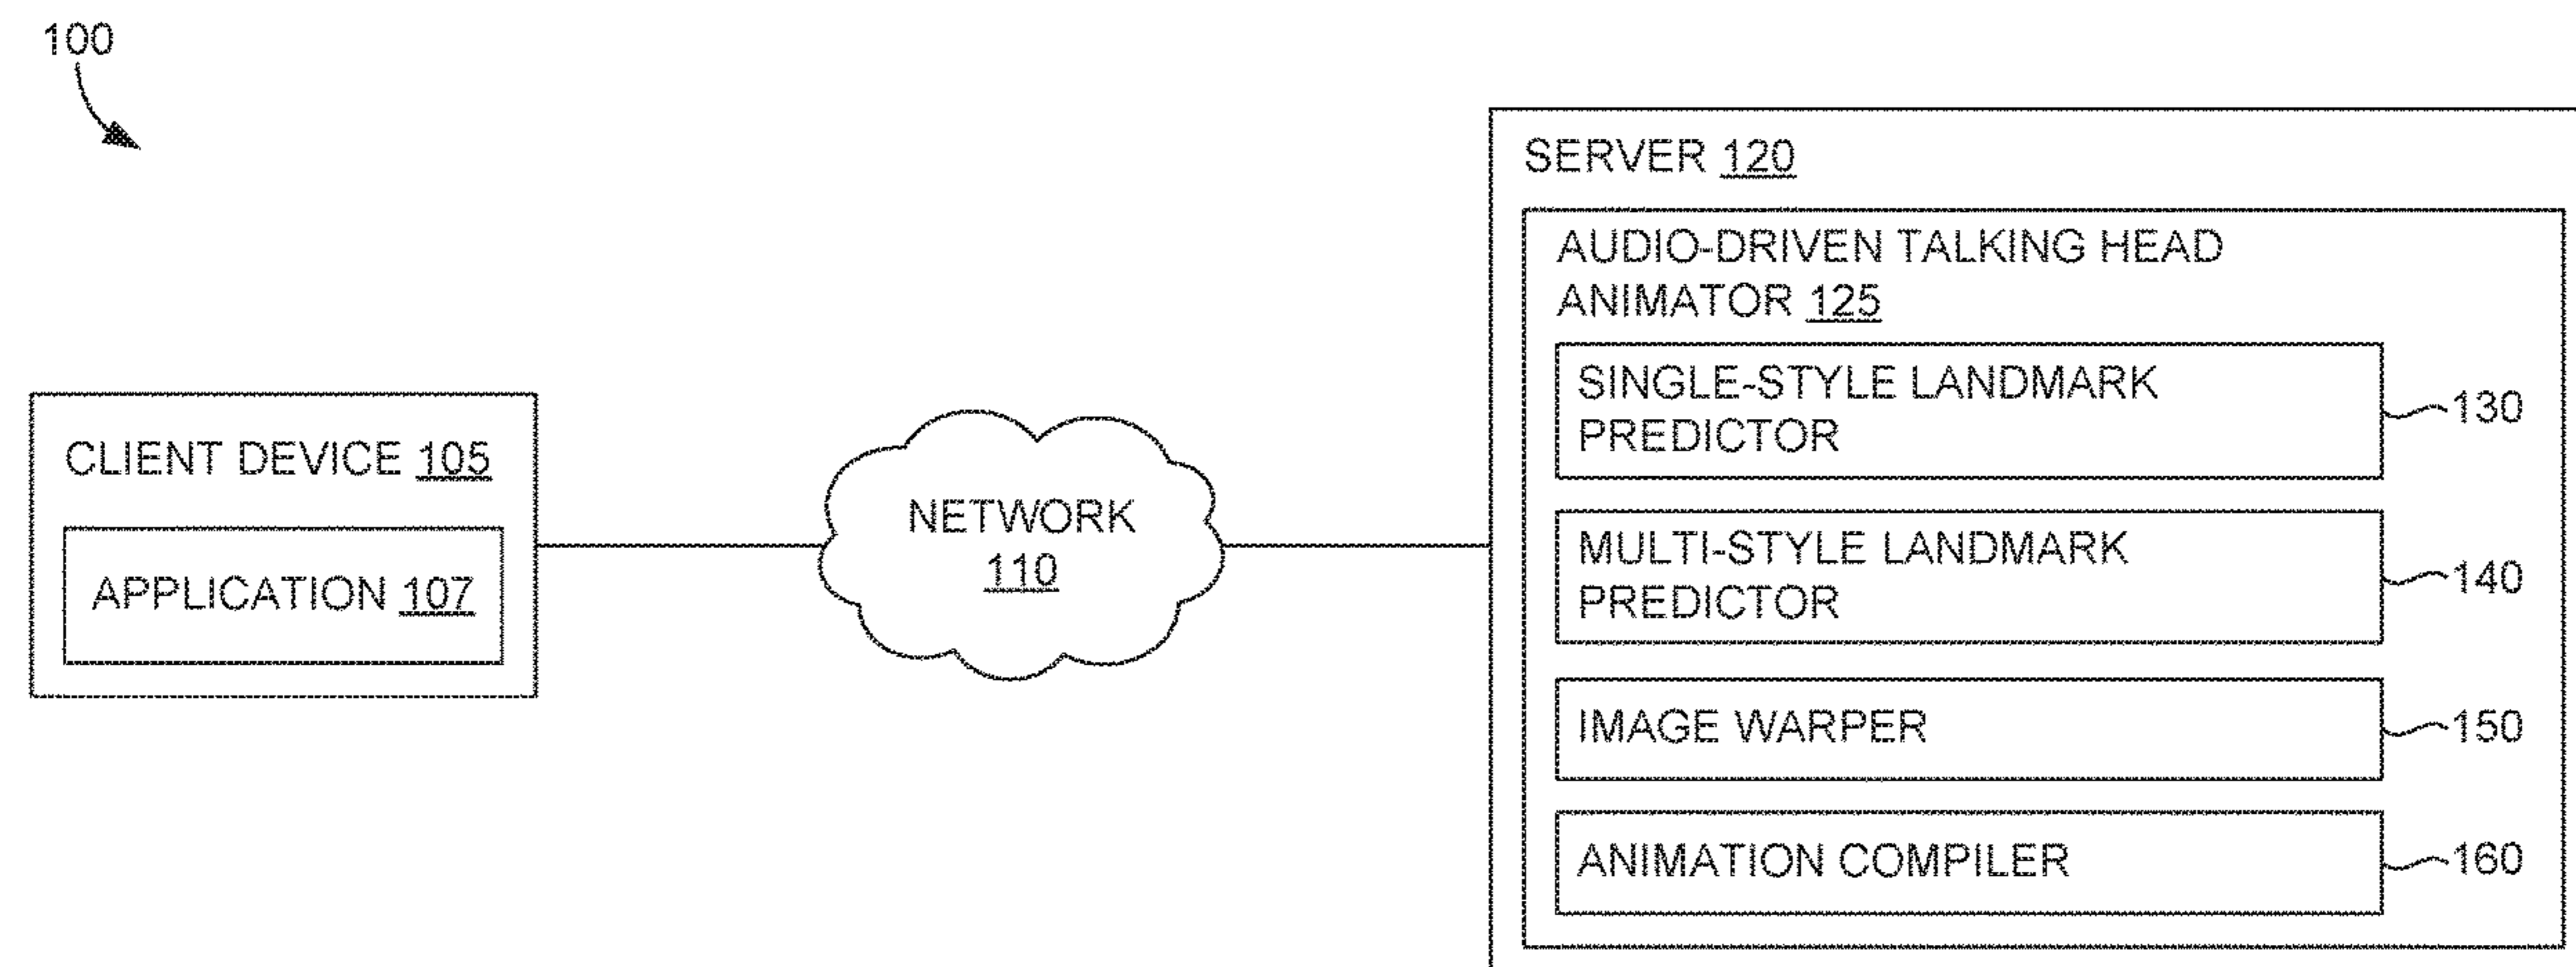 100
SERVER 120
AUDIO-DRIVEN TALKING HEAD
ANIMATOR 125
SINGLE-STYLE LANDMARK
PREDICTOR
130
CLIENT DEVICE 105
APPLICATION 107
NETWORK
110
MULTI-STYLE LANDMARK
PREDICTOR
140
IMAGE WARPER
150
ANIMATION COMPILER
160